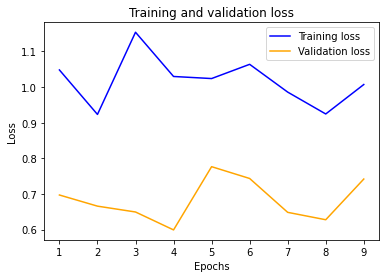 Training and validation loss
Training loss
Validation loss
Loss
1.1
1.0
0.9
0.8
0.7
0.6
1 2 3 4 5 6 7 8 9
Epochs